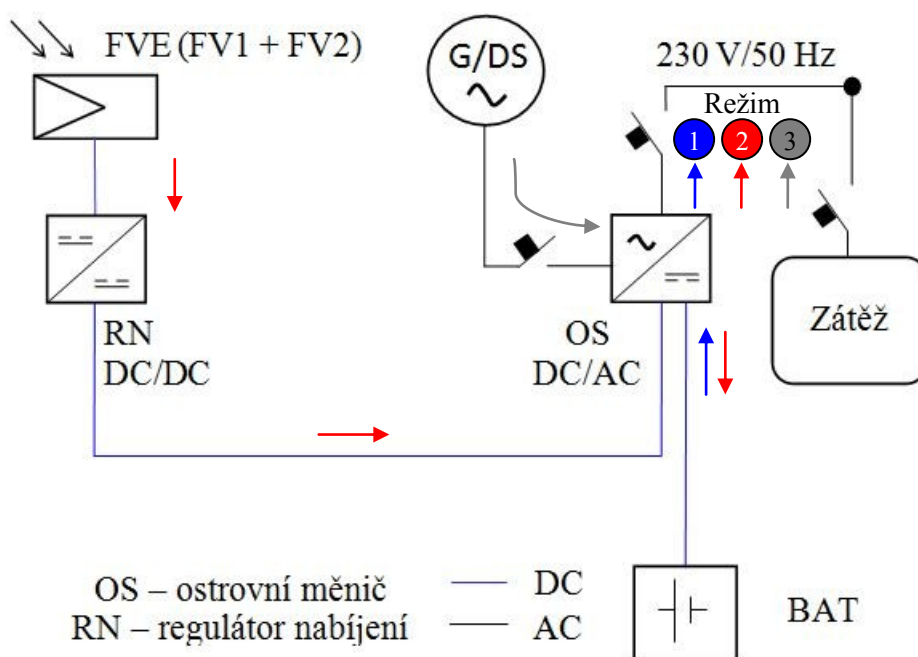 FVE (FV1 + FV2)
G/DS
230 V/50 Hz
Režim
1 2 3
RN
DC/DC
OS
DC/AC
Zátěž
OS – ostrovní měnič
RN – regulátor nabíjení
DC
AC
BAT